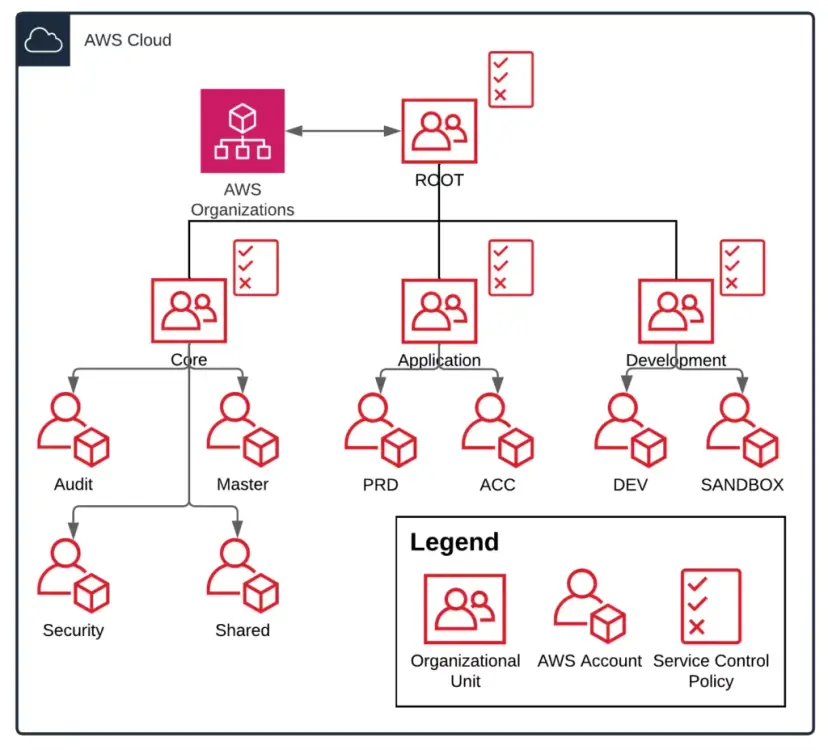 AWS Cloud
AWS
Organizations
ROOT
Core
Application
Development
Audit
Master
PRD
ACC
DEV
SANDBOX
Security
Shared
Legend
Organizational
Unit
AWS Account
Service Control
Policy